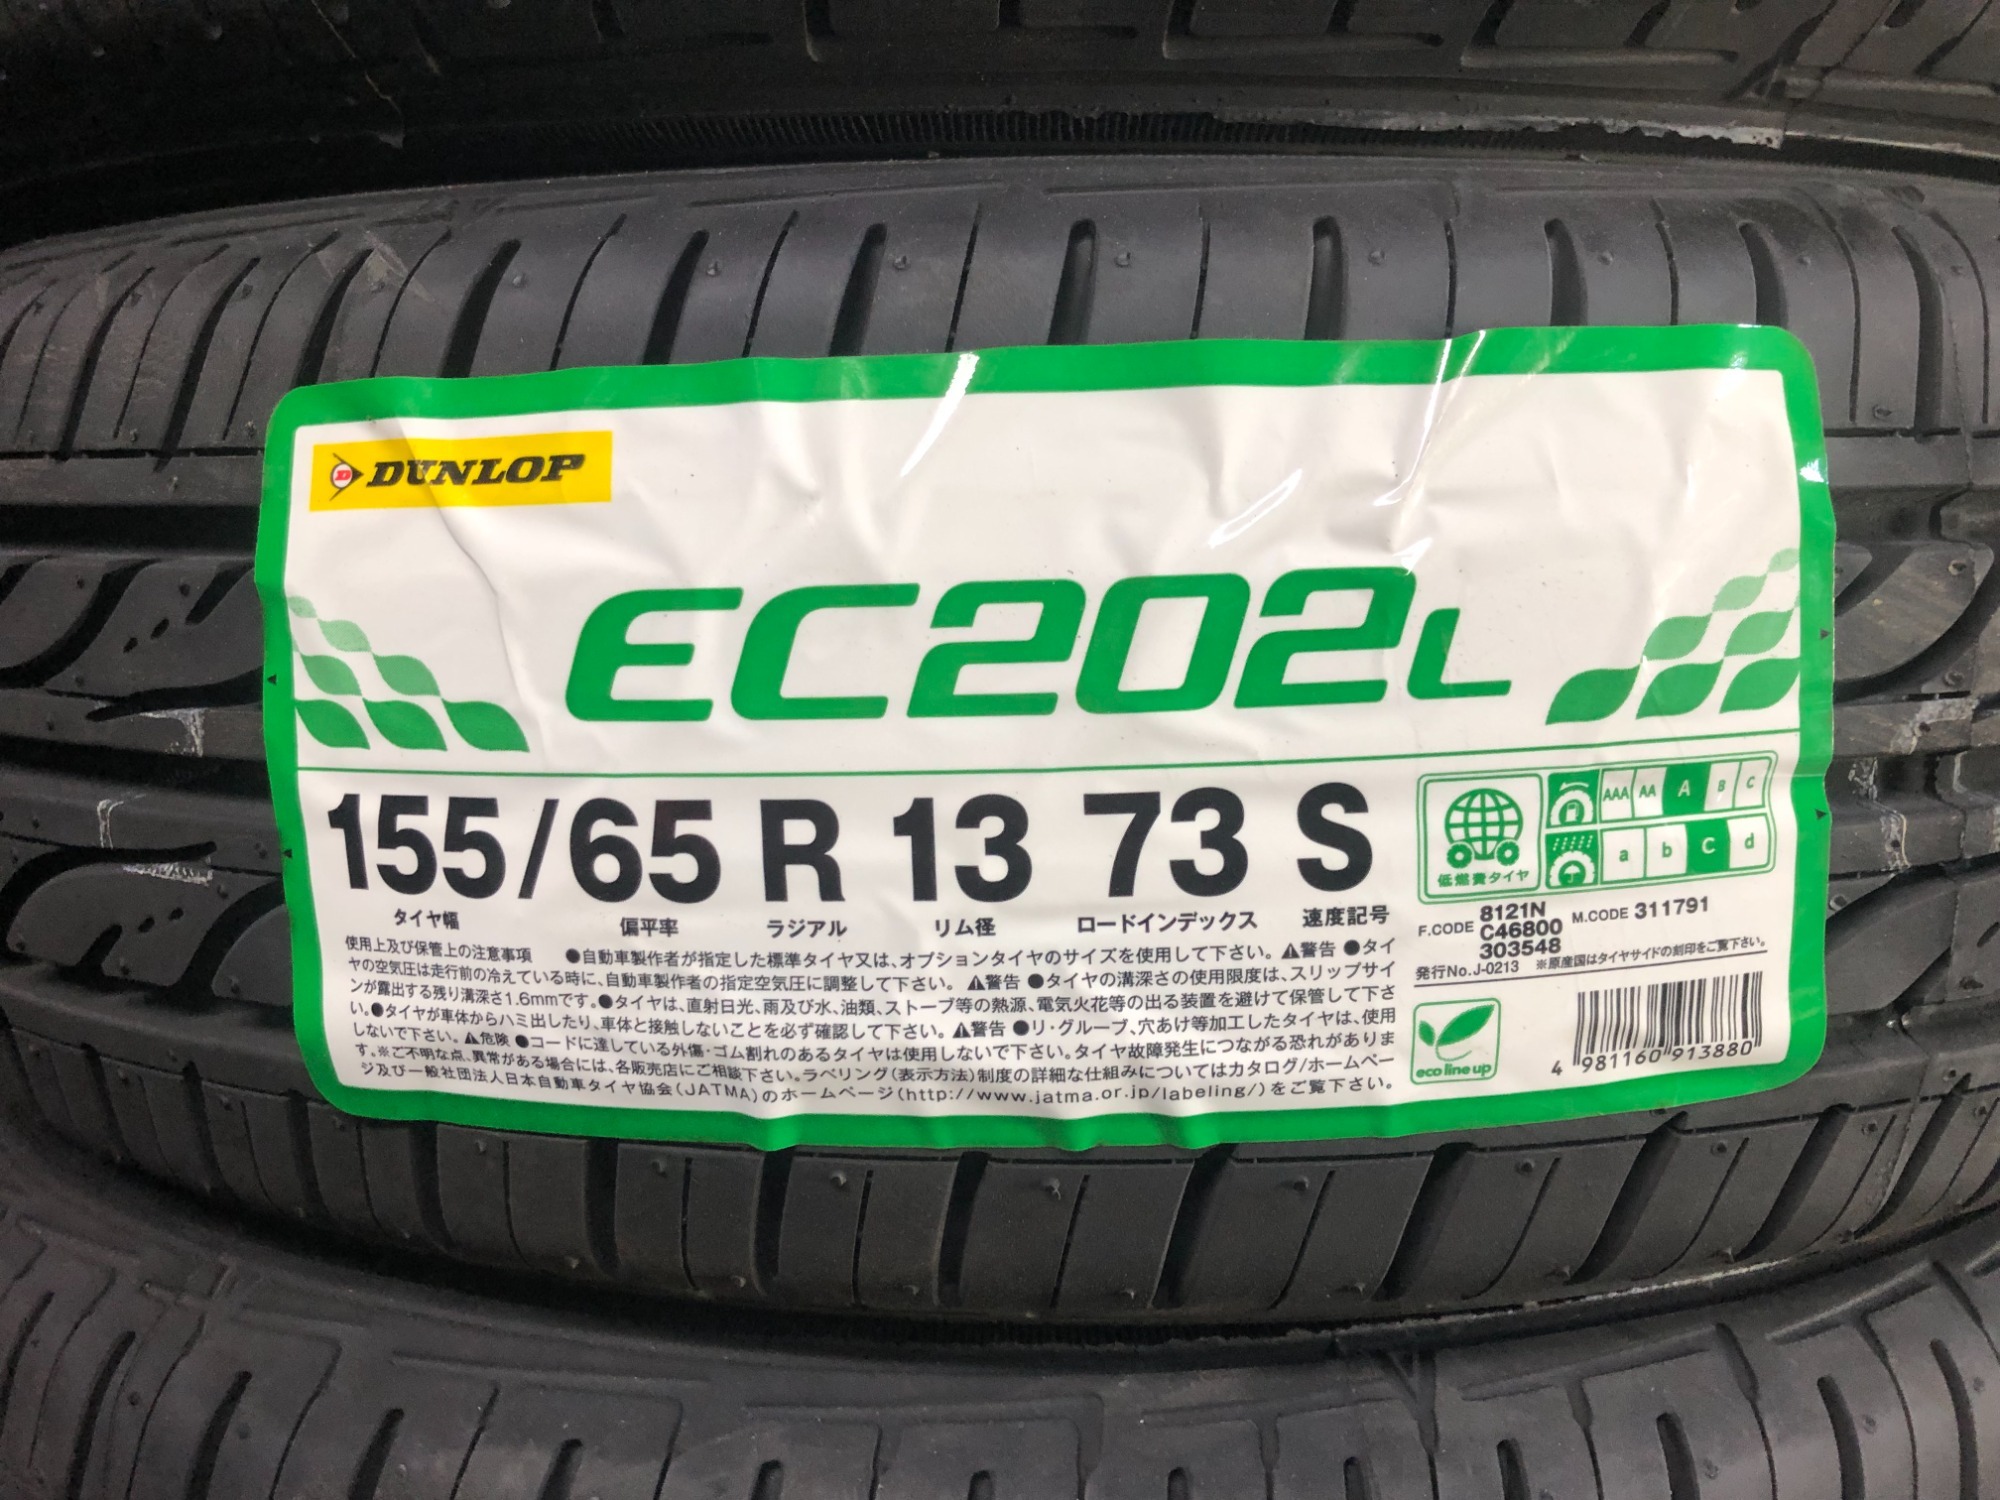 DUNLOP
EC202L
155/65 R 13 73 S
タイヤ幅 偏平率 ラジアル リム径 ロードインデックス 速度記号
低燃費タイヤ
AAA AA A B C
a b c d
F.CODE 8121N
C46800
303548
M.CODE 311791
発行No.J-0213 ※原産国はタイヤサイドの刻印をご覧下さい。
使用上及び保管上の注意事項 ●自動車製作者が指定した標準タイヤ又は、オプションタイヤのサイズを使用して下さい。⚠警告 ●タイ
ヤの空気圧は走行前の冷えている時に、自動車製作者の指定空気圧に調整して下さい。⚠警告 ●タイヤの溝深さの使用限度は、スリップサイ
ンが露出する残り溝深さ1.6mmです。●タイヤは、直射日光、雨及び水、油類、ストーブ等の熱源、電気火花等の出る装置を避けて保管して下さ
い。●タイヤが車体からハミ出したり、車体と接触しないことを必ず確認して下さい。⚠警告 ●リ・グルーブ、穴あけ等加工したタイヤは、使用
しないで下さい。⚠危険 ●コードに達している外傷・ゴム割れのあるタイヤは使用しないで下さい。タイヤ故障発生につながる恐れがありま
す。※ご不明な点、異常がある場合には、各販売店にご相談下さい。ラベリング(表示方法)制度の詳細な仕組みについてはカタログ/ホームペー
ジ及び一般社団法人日本自動車タイヤ協会(JATMA)のホームページ(http://www.jatma.or.jp/labeling/)をご覧下さい。
eco line up
4 981160 913880